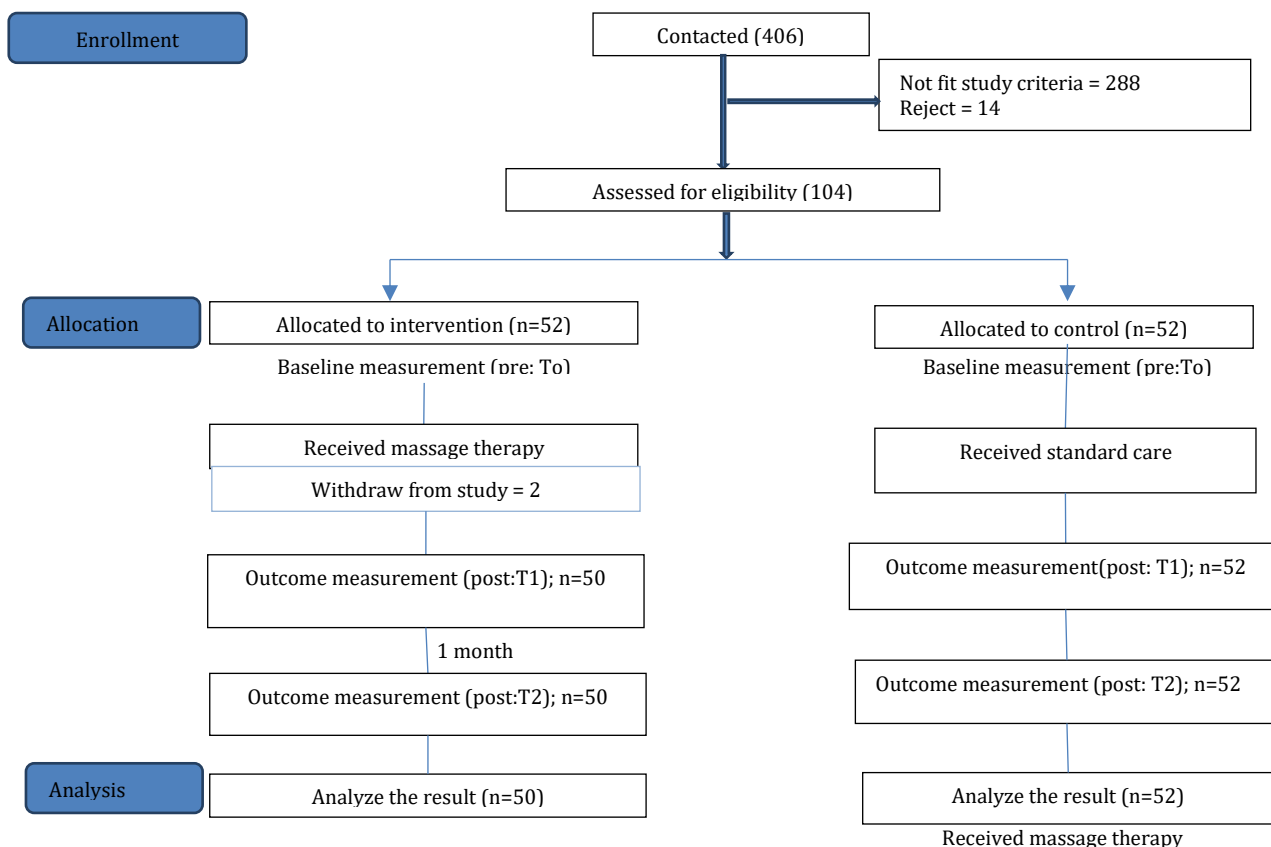 Enrollment
Contacted (406)
Not fit study criteria = 288
Reject = 14
Assessed for eligibility (104)
Allocation
Allocated to intervention (n=52)
Allocated to control (n=52)
Baseline measurement (pre: To)
Baseline measurement (pre:To)
Received massage therapy
Received standard care
Withdraw from study = 2
Outcome measurement (post:T1); n=50
Outcome measurement(post: T1); n=52
1 month
Outcome measurement (post:T2); n=50
Outcome measurement (post: T2); n=52
Analysis
Analyze the result (n=50)
Analyze the result (n=52)
Received massage therapy